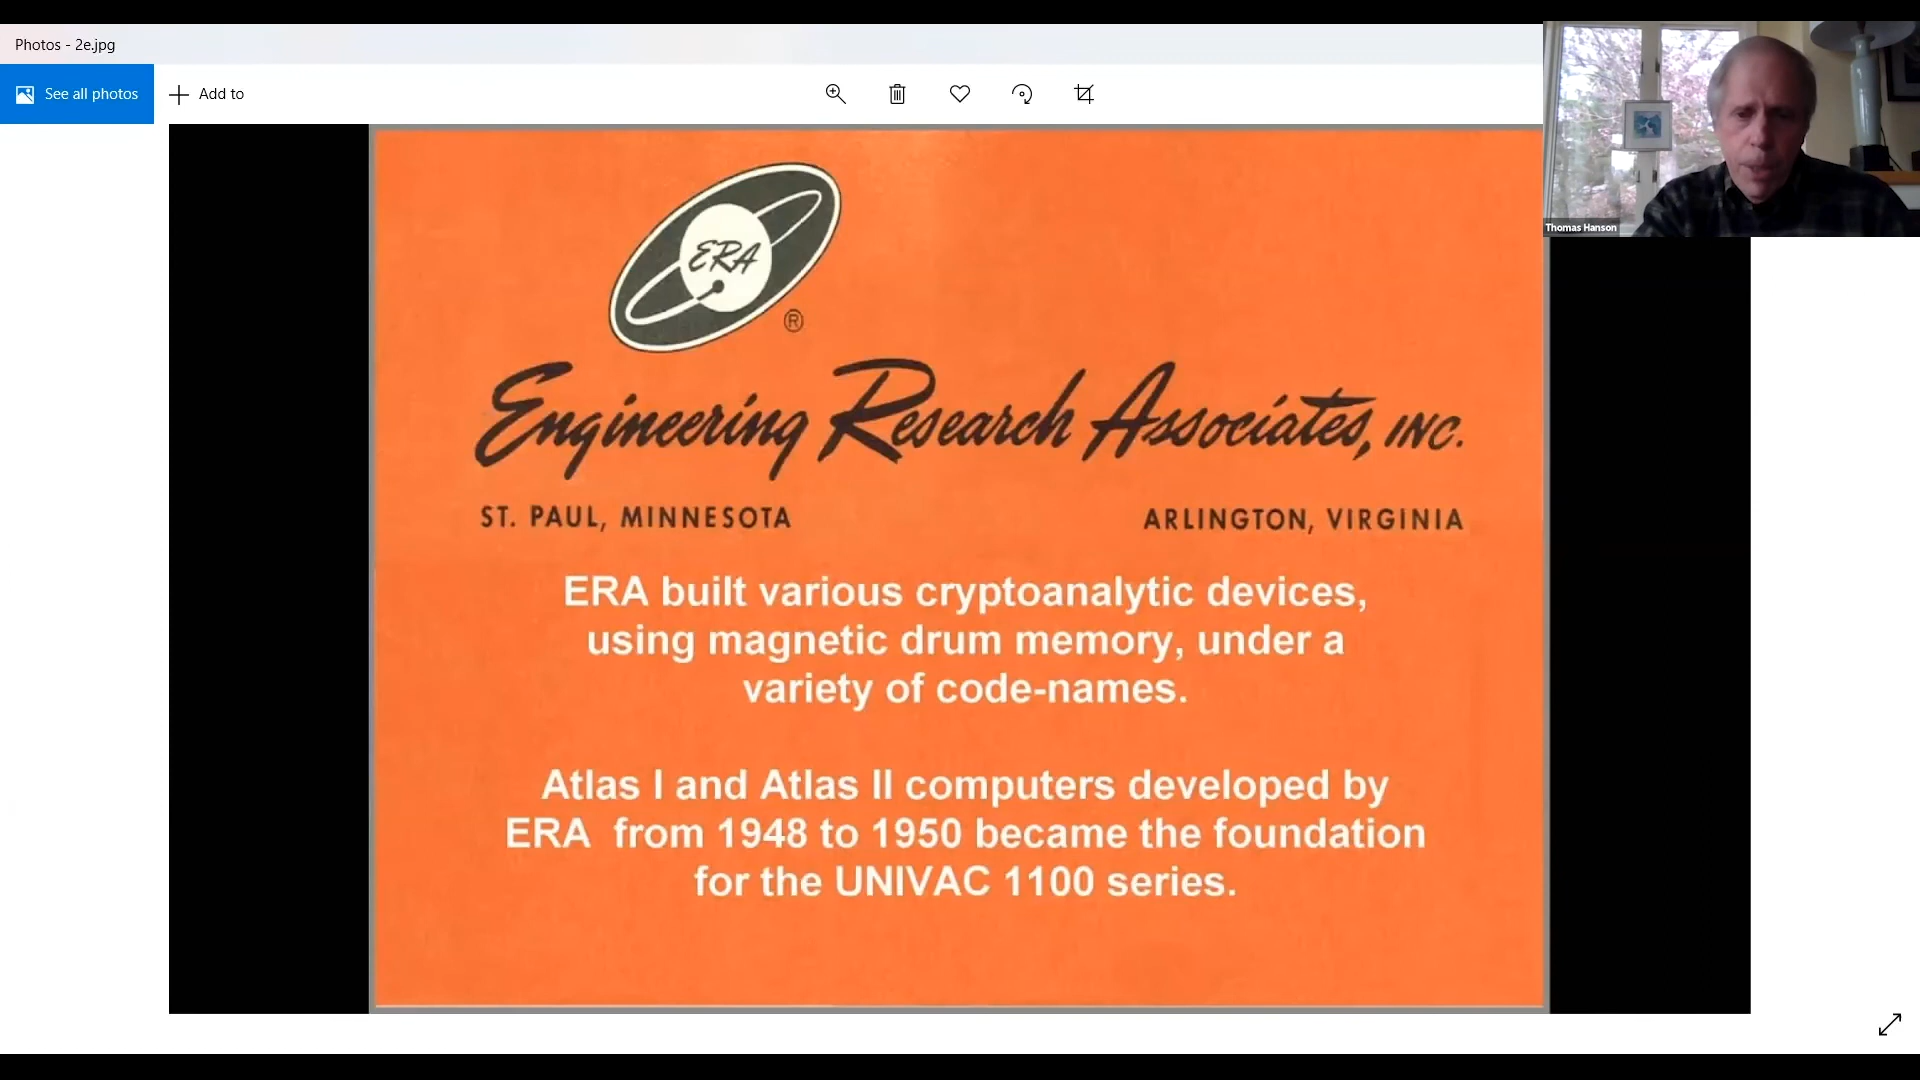 Photos - 2e.jpg
See all photos
Add to
Thomas Hanson
ERA
®
Engineering Research Associates, INC.
ST. PAUL, MINNESOTA
ARLINGTON, VIRGINIA
ERA built various cryptoanalytic devices,
using magnetic drum memory, under a
variety of code-names.
Atlas I and Atlas II computers developed by
ERA from 1948 to 1950 became the foundation
for the UNIVAC 1100 series.